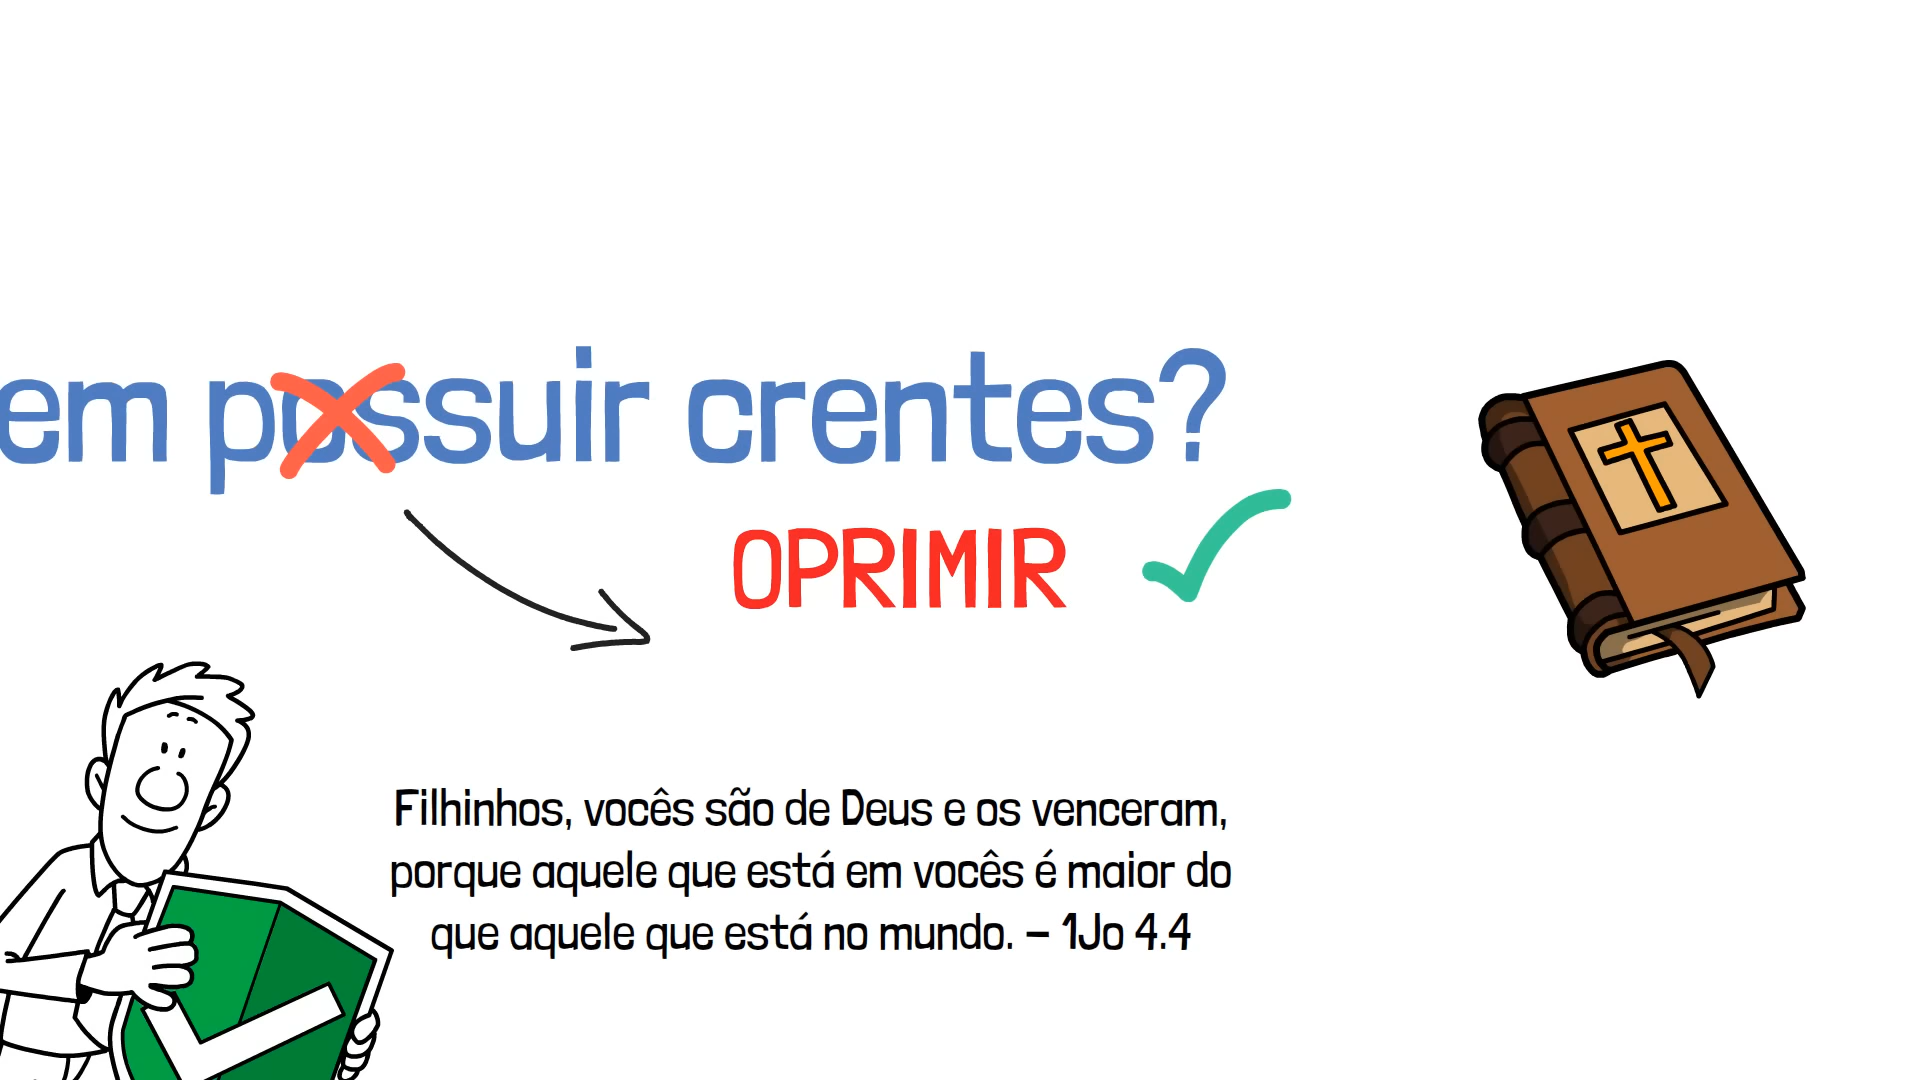 em possuir crentes?
OPRIMIR
Filhinhos, vocês são de Deus e os venceram,
porque aquele que está em vocês é maior do
que aquele que está no mundo. – 1Jo 4.4